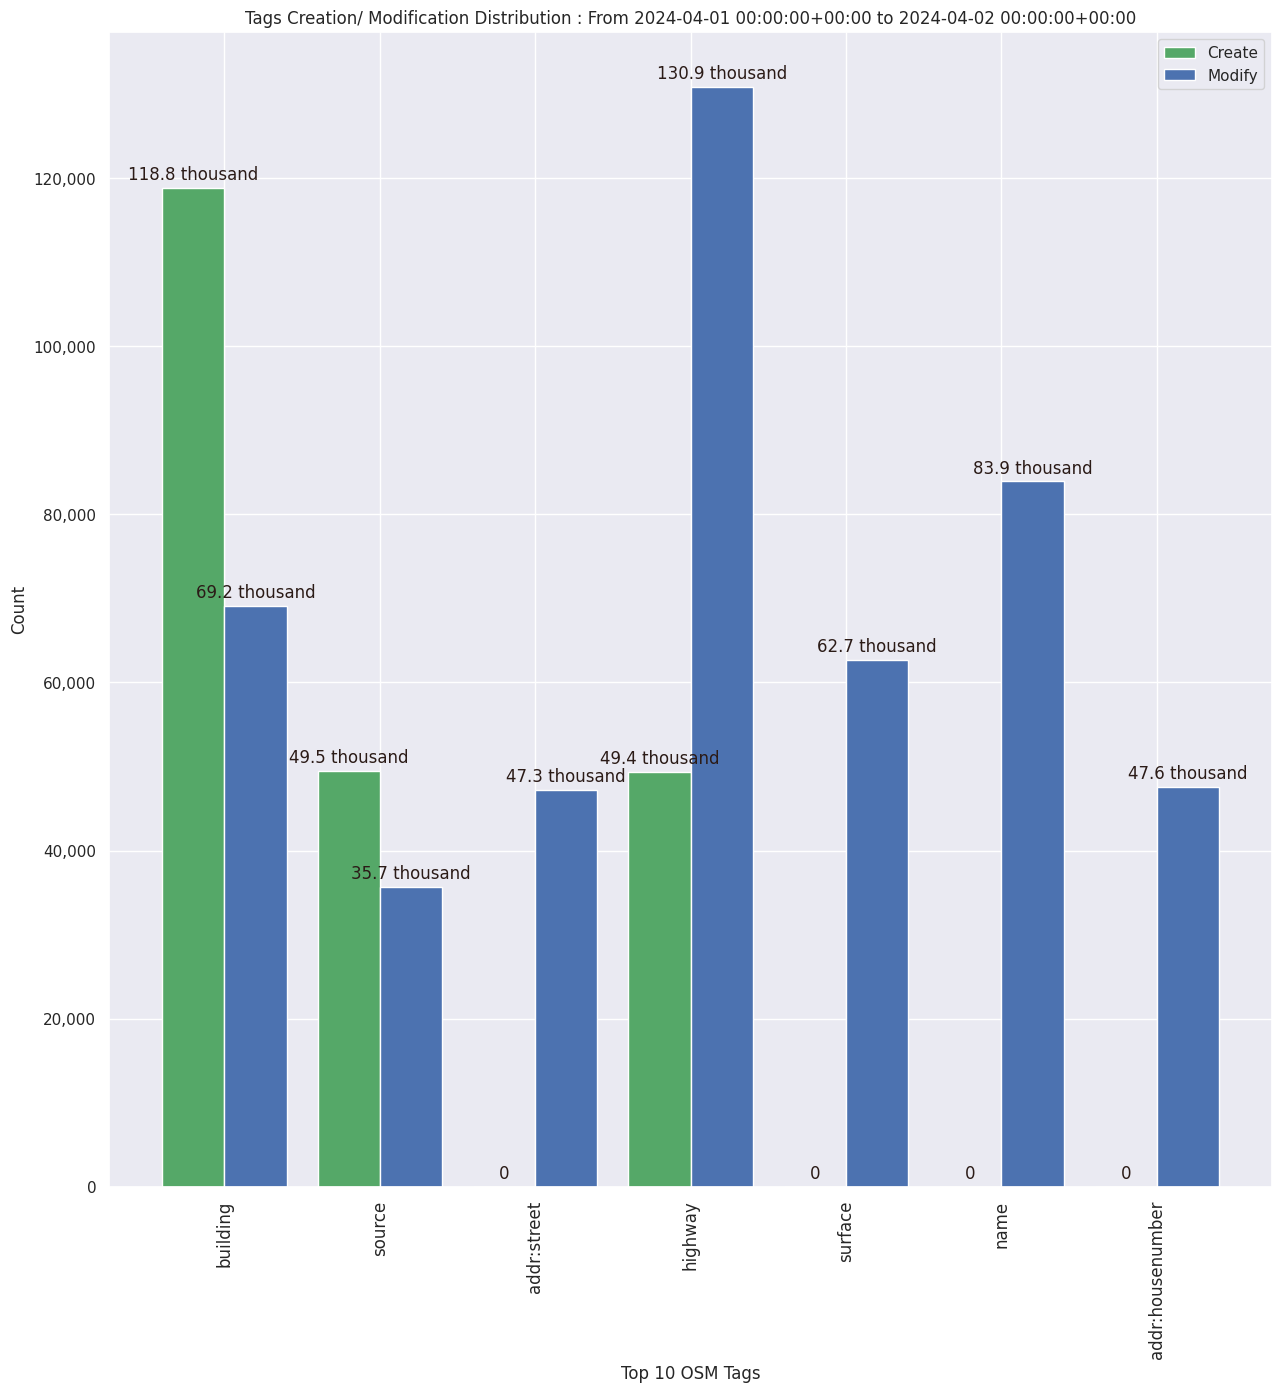 Tags Creation/ Modification Distribution : From 2024-04-01 00:00:00+00:00 to 2024-04-02 00:00:00+00:00
Create
Modify
130.9 thousand
118.8 thousand
83.9 thousand
69.2 thousand
62.7 thousand
49.5 thousand
49.4 thousand
47.3 thousand
47.6 thousand
35.7 thousand
0
0
0
0
120,000
100,000
80,000
60,000
40,000
20,000
0
Count
building
source
addr:street
highway
surface
name
addr:housenumber
Top 10 OSM Tags